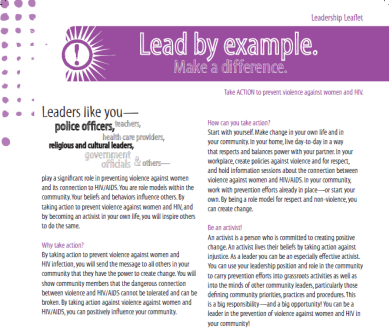 Leadership Leaflet
Lead by example.
Make a difference.
Take ACTION to prevent violence against women and HIV.
Leaders like you—
police officers, teachers,
health care providers,
religious and cultural leaders,
government
officials & others—
play a significant role in preventing violence against women
and its connection to HIV/AIDS. You are role models within the
community. Your beliefs and behaviors influence others. By
taking action to prevent violence against women and HIV, and
by becoming an activist in your own life, you will inspire others
to do the same.
Why take action?
By taking action to prevent violence against women and
HIV infection, you will send the message to all others in your
community that they have the power to create change. You will
show community members that the dangerous connection
between violence and HIV/AIDS cannot be tolerated and can be
broken. By taking action against violence against women and
HIV/AIDS, you can positively influence your community.
How can you take action?
Start with yourself. Make change in your own life and in
your community. In your home, live day-to-day in a way
that respects and balances power with your partner. In your
workplace, create policies against violence and for respect,
and hold information sessions about the connection between
violence against women and HIV/AIDS. In your community,
work with prevention efforts already in place—or start your
own. By being a role model for respect and non-violence, you
can create change.
Be an activist!
An activist is a person who is committed to creating positive
change. An activist lives their beliefs by taking action against
injustice. As a leader you can be an especially effective activist.
You can use your leadership position and role in the community
to carry prevention efforts into grassroots activities as well as
into the minds of other community leaders, particularly those
defining community priorities, practices and procedures. This
is a big responsibility—and a big opportunity! You can be a
leader in the prevention of violence against women and HIV in
your community!